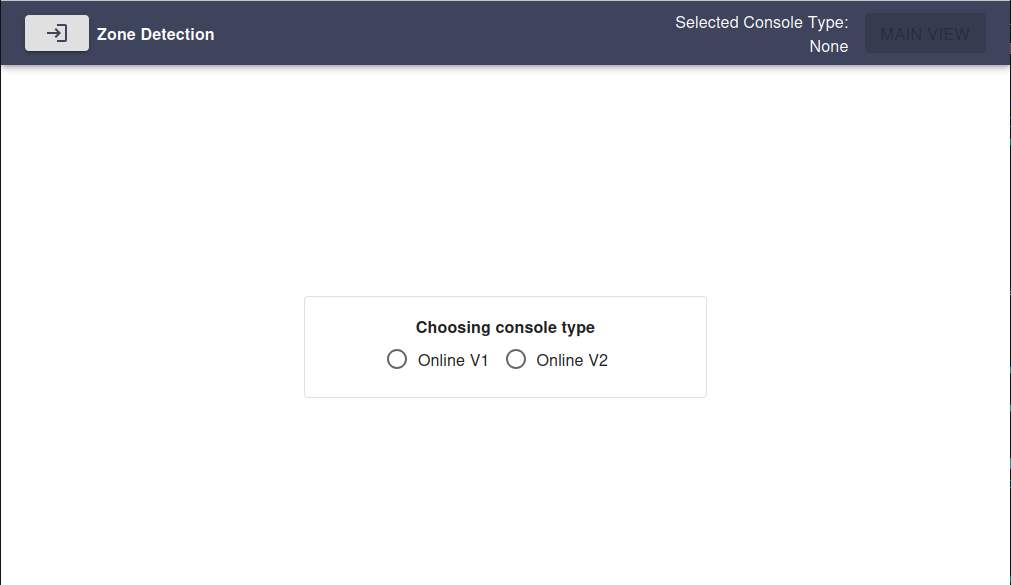 Zone Detection
Selected Console Type:
None
MAIN VIEW
Choosing console type
Online V1
Online V2